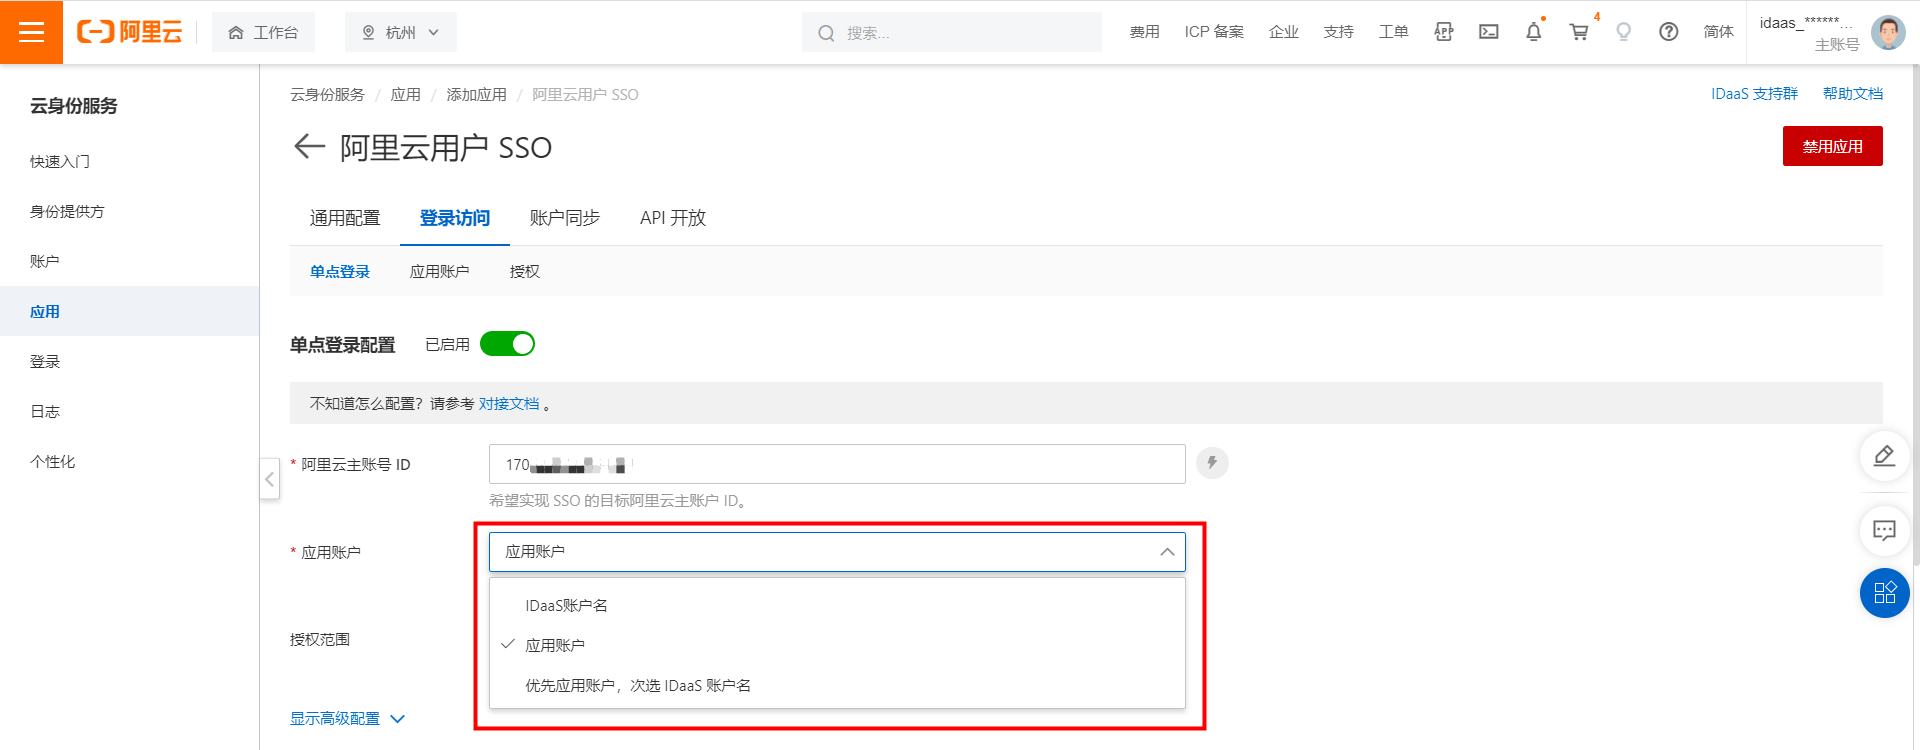 阿里云
工作台
杭州
搜索...
费用
ICP 备案
企业
支持
工单
APP
4
简体
idaas_******...
主账号
云身份服务
快速入门
身份提供方
账户
应用
登录
日志
个性化
云身份服务 / 应用 / 添加应用 / 阿里云用户 SSO
IDaaS 支持群
帮助文档
阿里云用户 SSO
禁用应用
通用配置
登录访问
账户同步
API 开放
单点登录
应用账户
授权
单点登录配置
已启用
不知道怎么配置？请参考 对接文档 。
* 阿里云主账号 ID
170
希望实现 SSO 的目标阿里云主账户 ID。
* 应用账户
应用账户
IDaaS账户名
应用账户
优先应用账户，次选 IDaaS 账户名
授权范围
显示高级配置